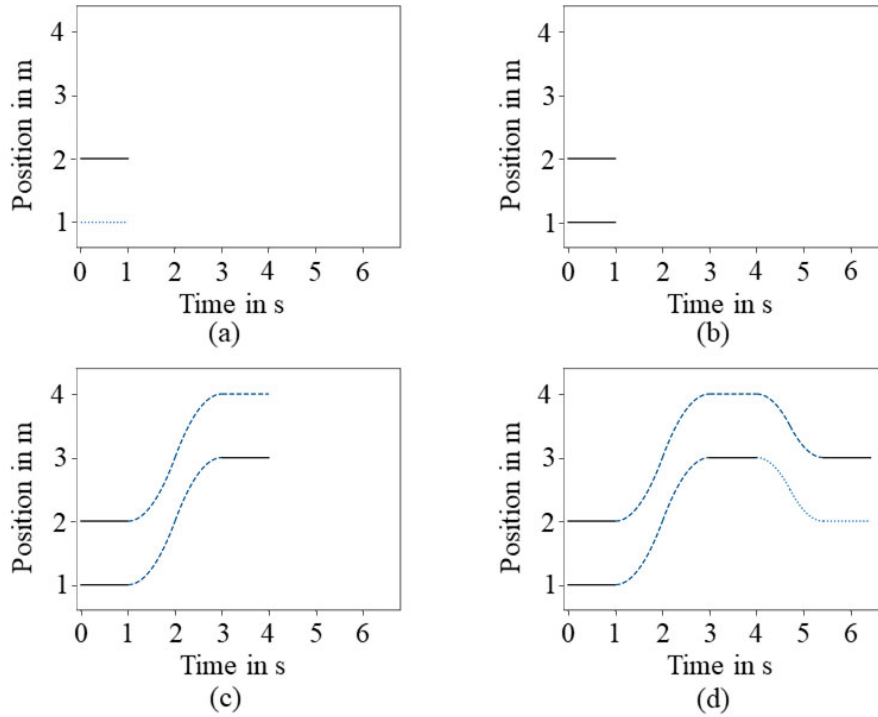 Position in m
4
3
2
1
0 1 2 3 4 5 6
Time in s
(a)
Position in m
4
3
2
1
0 1 2 3 4 5 6
Time in s
(b)
Position in m
4
3
2
1
0 1 2 3 4 5 6
Time in s
(c)
Position in m
4
3
2
1
0 1 2 3 4 5 6
Time in s
(d)